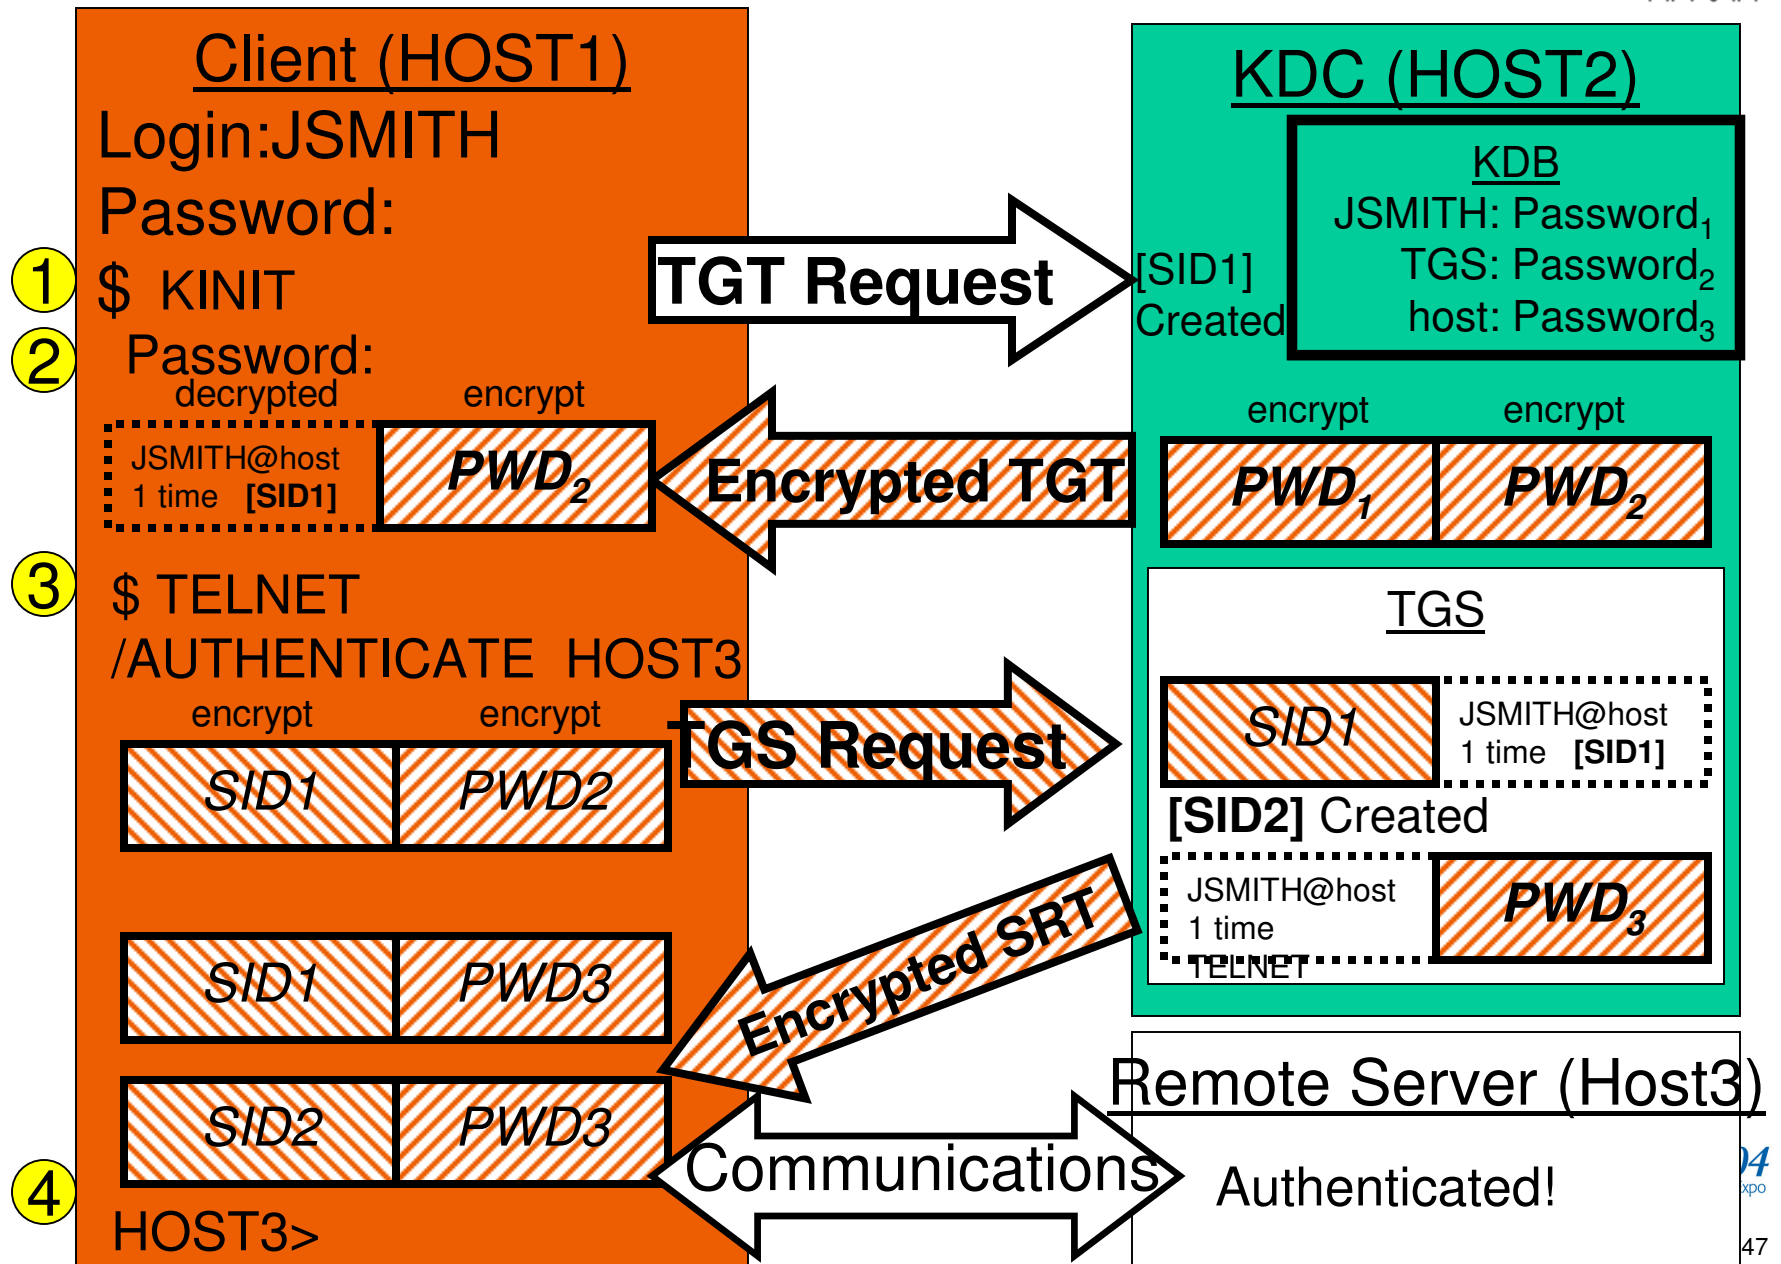 Client (HOST1)
Login:JSMITH
Password:
1
$ KINIT
2
Password:
decrypted
encrypt
JSMITH@host
1 time [SID1]
PWD2
3
$ TELNET
/AUTHENTICATE HOST3
encrypt
encrypt
SID1
PWD2
SID1
PWD3
SID2
PWD3
4
HOST3>
TGT Request
Encrypted TGT
TGS Request
Encrypted SRT
Communications
KDC (HOST2)
KDB
JSMITH: Password1
TGS: Password2
host: Password3
[SID1]
Created
encrypt
encrypt
PWD1
PWD2
TGS
SID1
JSMITH@host
1 time [SID1]
[SID2] Created
JSMITH@host
1 time
TELNET
PWD3
Remote Server (Host3)
Authenticated!
47